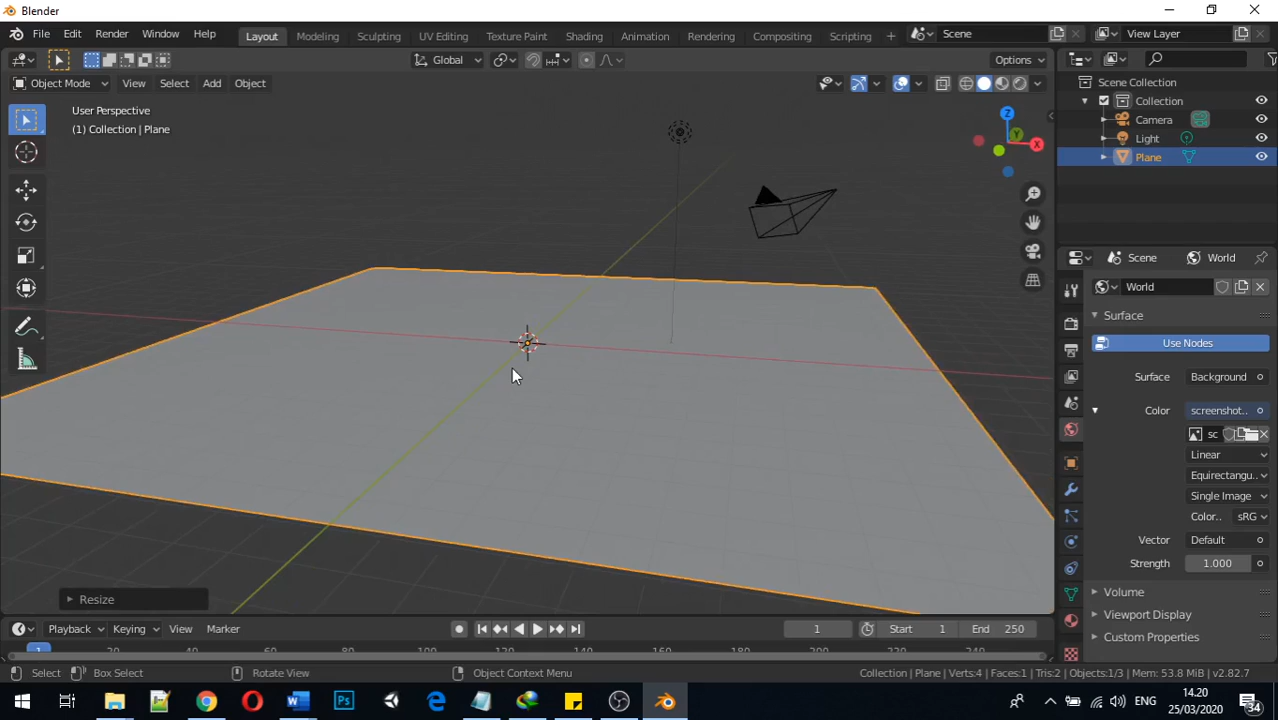 Blender
File Edit Render Window Help Layout Modeling Sculpting UV Editing Texture Paint Shading Animation Rendering Compositing Scripting + Scene View Layer
Global Options
Object Mode View Select Add Object
User Perspective
(1) Collection | Plane
Z
Y
X
Scene Collection
Collection
Camera
Light
Plane
Scene World
World
Surface
Use Nodes
Surface Background
Color screenshot..
sc
Linear
Equirectangu..
Single Image
Color.. sRG
Vector Default
Strength 1.000
Volume
Viewport Display
Custom Properties
Resize
Playback Keying View Marker 1 Start 1 End 250
1 20 40 60 80 100 120 140 160 180 200 220 240
Select Box Select Rotate View Object Context Menu Collection | Plane | Verts:4 | Faces:1 | Tris:2 | Objects:1/3 | Mem: 53.8 MiB | v2.82.7
W Ps ENG 14.20
25/03/2020 34